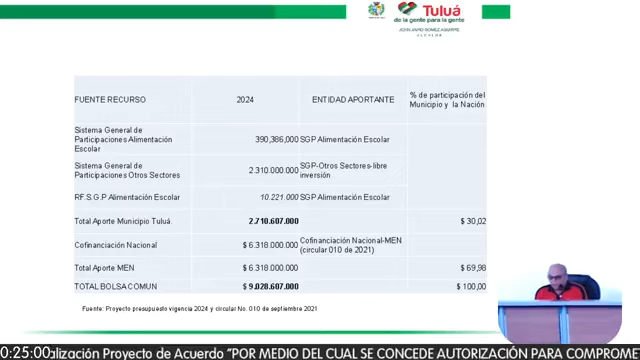 Tuluá
de la gente para la gente
JOHN JAIRO GÓMEZ AGUIRRE
ALCALDE
FUENTE RECURSO 2024 ENTIDAD APORTANTE % de participación del Municipio y la Nación
Sistema General de Participaciones Alimentación Escolar 390,386,000 SGP Alimentación Escolar
Sistema General de Participaciones Otros Sectores 2.310.000.000 SGP-Otros Sectores-libre inversión
RF.S.G.P Alimentación Escolar 10.221.000 SGP Alimentación Escolar
Total Aporte Municipio Tuluá. 2.710.607.000 $ 30,02
Cofinanciación Nacional $ 6.318.000.000 Cofinanciación Nacional-MEN (circular 010 de 2021)
Total Aporte MEN $ 6.318.000.000 $ 69,98
TOTAL BOLSA COMUN $ 9.028.607.000 $ 100,00
Fuente: Proyecto presupuesto vigencia 2024 y circular No. 010 de septiembre 2021
0:25:00 alización Proyecto de Acuerdo "POR MEDIO DEL CUAL SE CONCEDE AUTORIZACIÓN PARA COMPROME